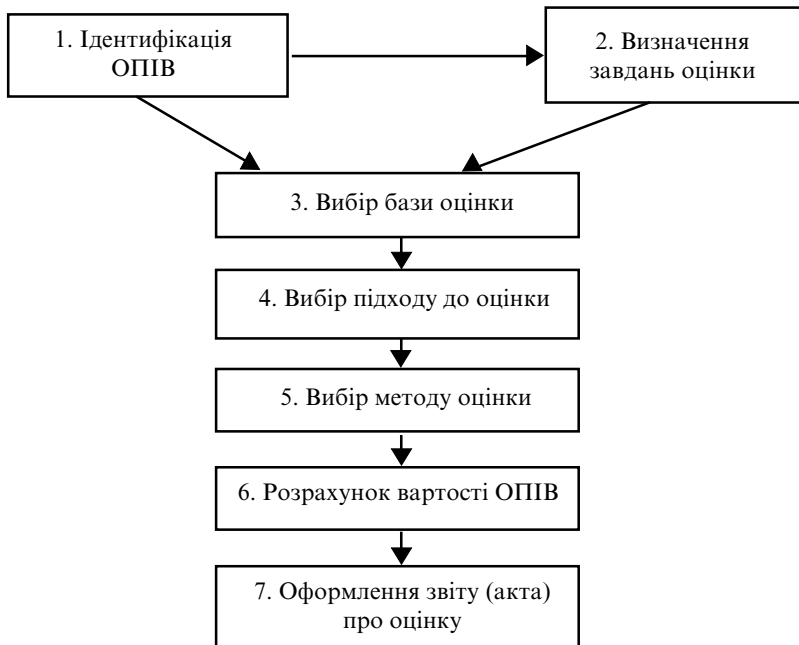 1. Ідентифікація
ОПІВ
2. Визначення
завдань оцінки
3. Вибір бази оцінки
4. Вибір підходу до оцінки
5. Вибір методу оцінки
6. Розрахунок вартості ОПІВ
7. Оформлення звіту (акта)
про оцінку